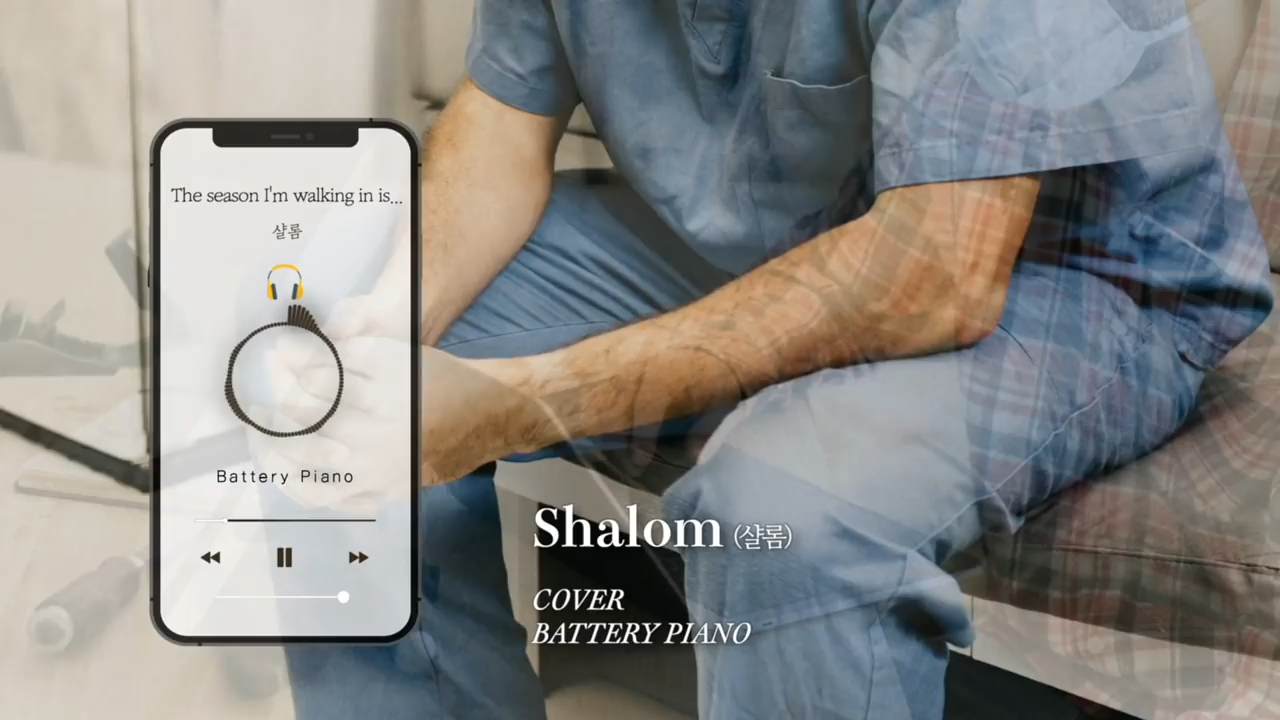 The season I'm walking in is...
샬롬
Battery Piano
Shalom (샬롬)
COVER
BATTERY PIANO